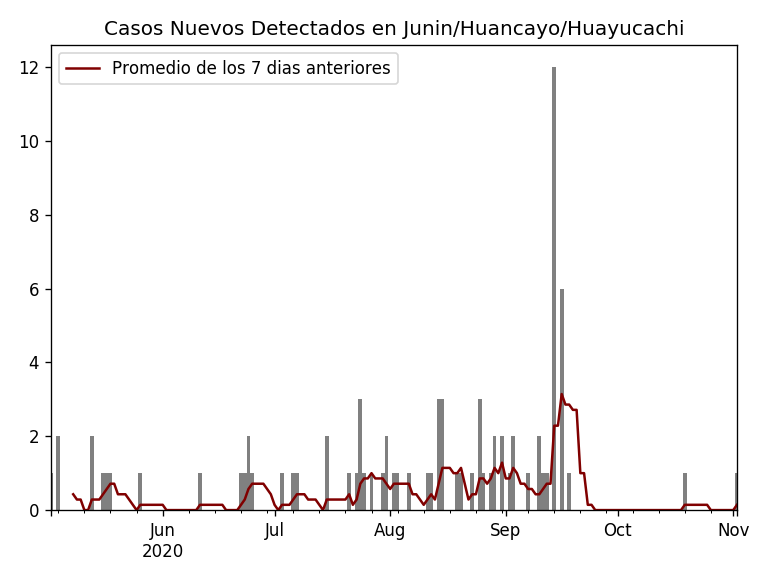 Casos Nuevos Detectados en Junin/Huancayo/Huayucachi
Promedio de los 7 dias anteriores
12
10
8
6
4
2
0
Jun Jul Aug Sep Oct Nov
2020